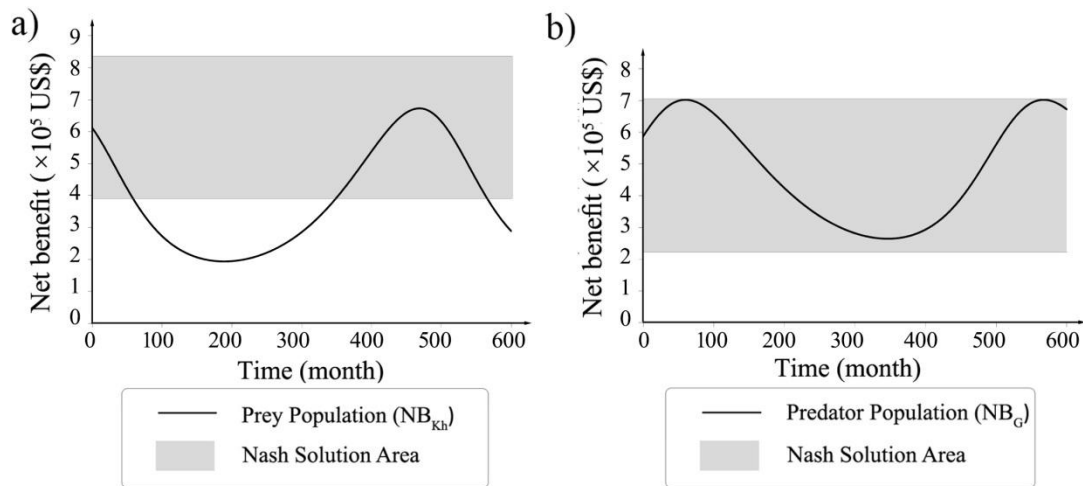 a)
Net benefit (×10⁵ US$)
9
8
7
6
5
4
3
2
1
0
0 100 200 300 400 500 600
Time (month)
Prey Population (NB_Kh)
Nash Solution Area
b)
Net benefit (×10⁵ US$)
8
7
6
5
4
3
2
1
0
0 100 200 300 400 500 600
Time (month)
Predator Population (NB_G)
Nash Solution Area